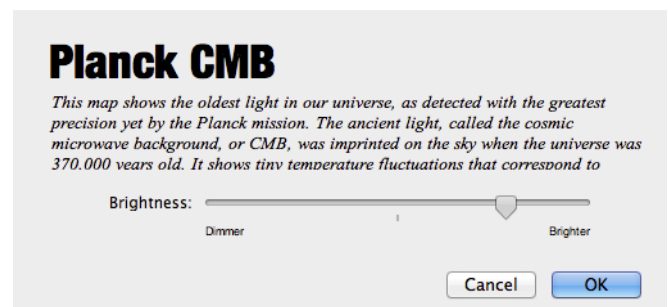 Planck CMB
This map shows the oldest light in our universe, as detected with the greatest
precision yet by the Planck mission. The ancient light, called the cosmic
microwave background, or CMB, was imprinted on the sky when the universe was
370,000 years old. It shows tiny temperature fluctuations that correspond to
Brightness:
Dimmer Brighter
Cancel OK